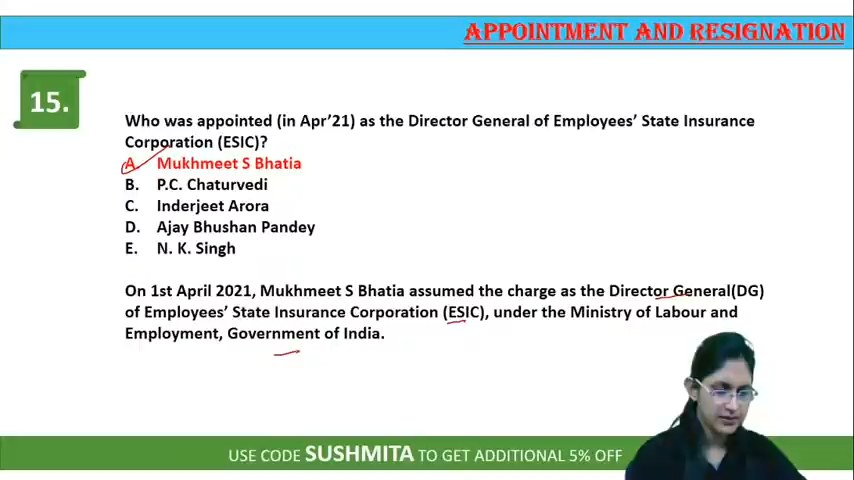 APPOINTMENT AND RESIGNATION
15.
Who was appointed (in Apr'21) as the Director General of Employees' State Insurance
Corporation (ESIC)?
A. Mukhmeet S Bhatia
B. P.C. Chaturvedi
C. Inderjeet Arora
D. Ajay Bhushan Pandey
E. N. K. Singh
On 1st April 2021, Mukhmeet S Bhatia assumed the charge as the Director General(DG)
of Employees' State Insurance Corporation (ESIC), under the Ministry of Labour and
Employment, Government of India.
USE CODE SUSHMITA TO GET ADDITIONAL 5% OFF